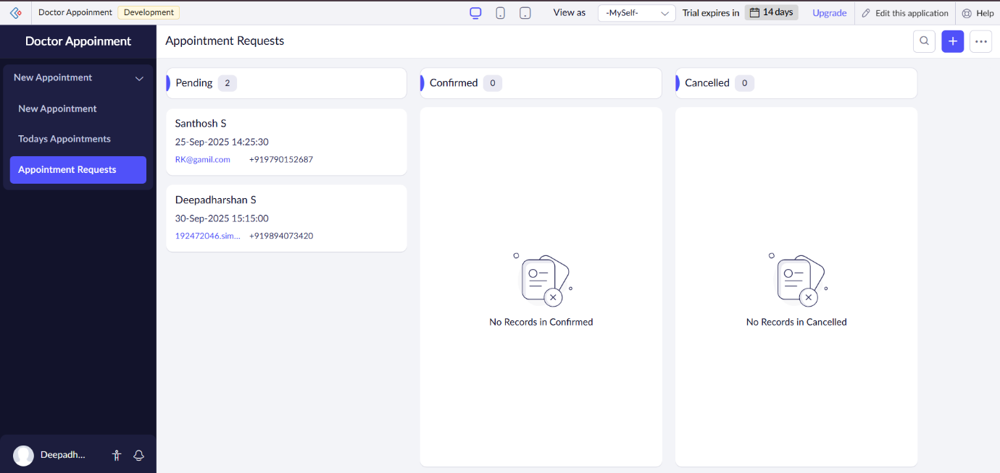 Doctor Appoinment Development View as -MySelf- Trial expires in 14 days Upgrade Edit this application Help
Doctor Appoinment
New Appointment
New Appointment
Todays Appointments
Appointment Requests
Deepadh...
Appointment Requests
Pending 2
Santhosh S
25-Sep-2025 14:25:30
RK@gamil.com +919790152687
Deepadharshan S
30-Sep-2025 15:15:00
192472046.sim... +919894073420
Confirmed 0
No Records in Confirmed
Cancelled 0
No Records in Cancelled